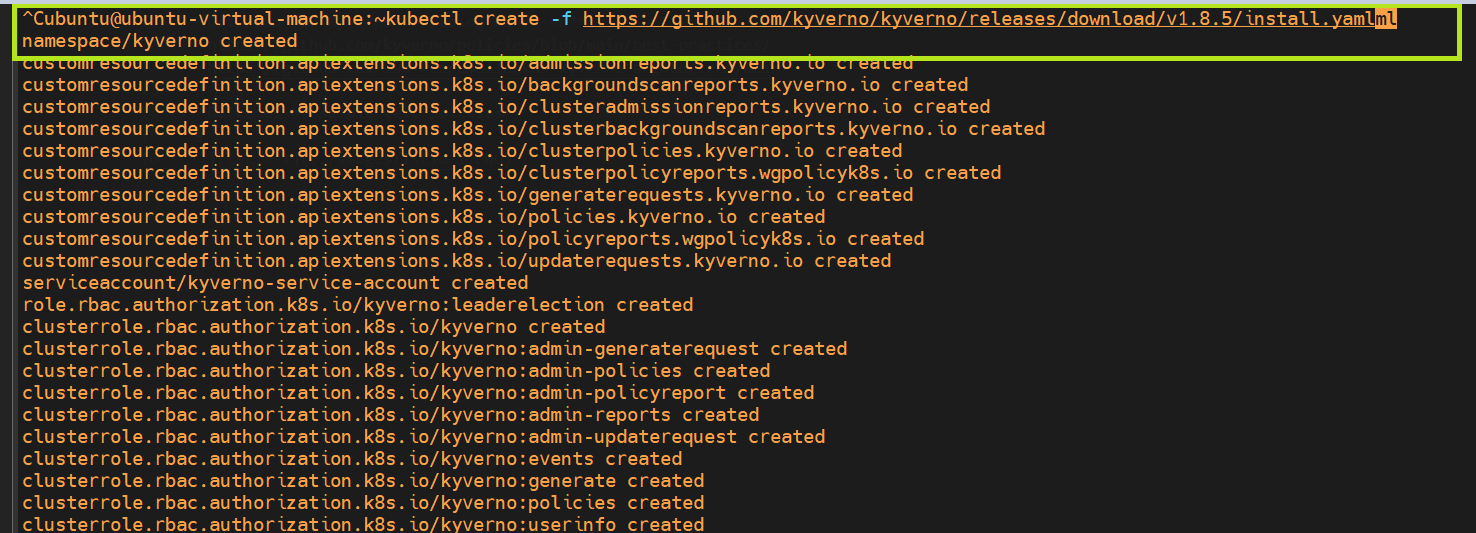 ^Cubuntu@ubuntu-virtual-machine:~kubectl create -f https://github.com/kyverno/kyverno/releases/download/v1.8.5/install.yamlml
namespace/kyverno created
customresourcedefinition.apiextensions.k8s.io/admissionreports.kyverno.io created
customresourcedefinition.apiextensions.k8s.io/backgroundscanreports.kyverno.io created
customresourcedefinition.apiextensions.k8s.io/clusteradmissionreports.kyverno.io created
customresourcedefinition.apiextensions.k8s.io/clusterbackgroundscanreports.kyverno.io created
customresourcedefinition.apiextensions.k8s.io/clusterpolicies.kyverno.io created
customresourcedefinition.apiextensions.k8s.io/clusterpolicyreports.wgpolicyk8s.io created
customresourcedefinition.apiextensions.k8s.io/generaterequests.kyverno.io created
customresourcedefinition.apiextensions.k8s.io/policies.kyverno.io created
customresourcedefinition.apiextensions.k8s.io/policyreports.wgpolicyk8s.io created
customresourcedefinition.apiextensions.k8s.io/updaterequests.kyverno.io created
serviceaccount/kyverno-service-account created
role.rbac.authorization.k8s.io/kyverno:leaderelection created
clusterrole.rbac.authorization.k8s.io/kyverno created
clusterrole.rbac.authorization.k8s.io/kyverno:admin-generaterequest created
clusterrole.rbac.authorization.k8s.io/kyverno:admin-policies created
clusterrole.rbac.authorization.k8s.io/kyverno:admin-policyreport created
clusterrole.rbac.authorization.k8s.io/kyverno:admin-reports created
clusterrole.rbac.authorization.k8s.io/kyverno:admin-updaterequest created
clusterrole.rbac.authorization.k8s.io/kyverno:events created
clusterrole.rbac.authorization.k8s.io/kyverno:generate created
clusterrole.rbac.authorization.k8s.io/kyverno:policies created
clusterrole.rbac.authorization.k8s.io/kyverno:userinfo created